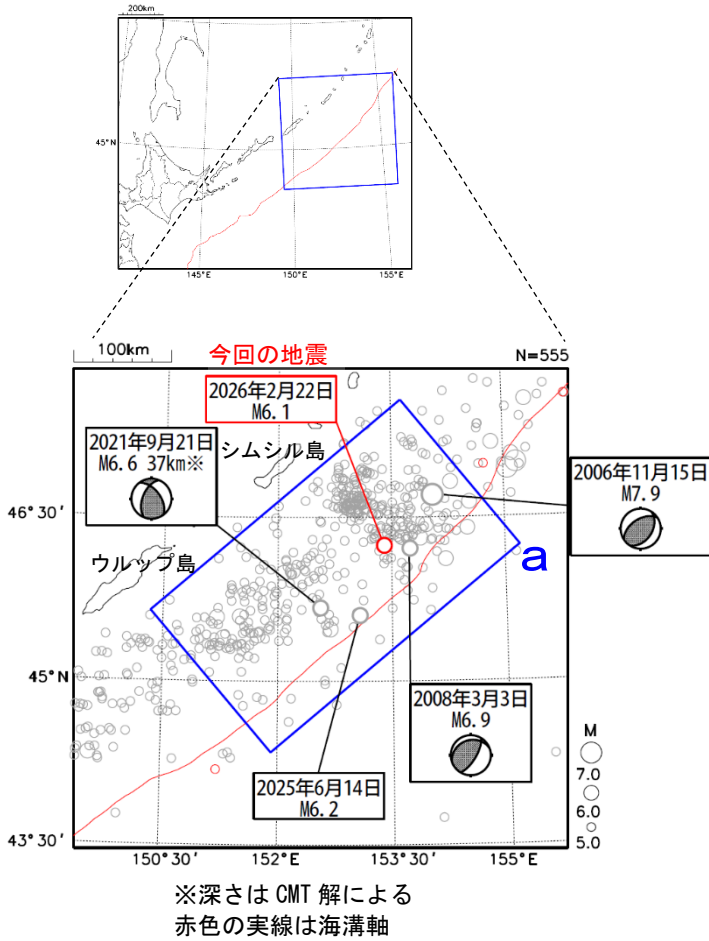 200km
45°N
145°E
150°E
155°E
100km
今回の地震
N=555
2026年2月22日
M6.1
2021年9月21日
M6.6 37km※
シムシル島
2006年11月15日
M7.9
46°30′
ウルップ島
a
45°N
2008年3月3日
M6.9
2025年6月14日
M6.2
M
7.0
6.0
5.0
43°30′
150°30′
152°E
153°30′
155°E
※深さは CMT 解による
赤色の実線は海溝軸